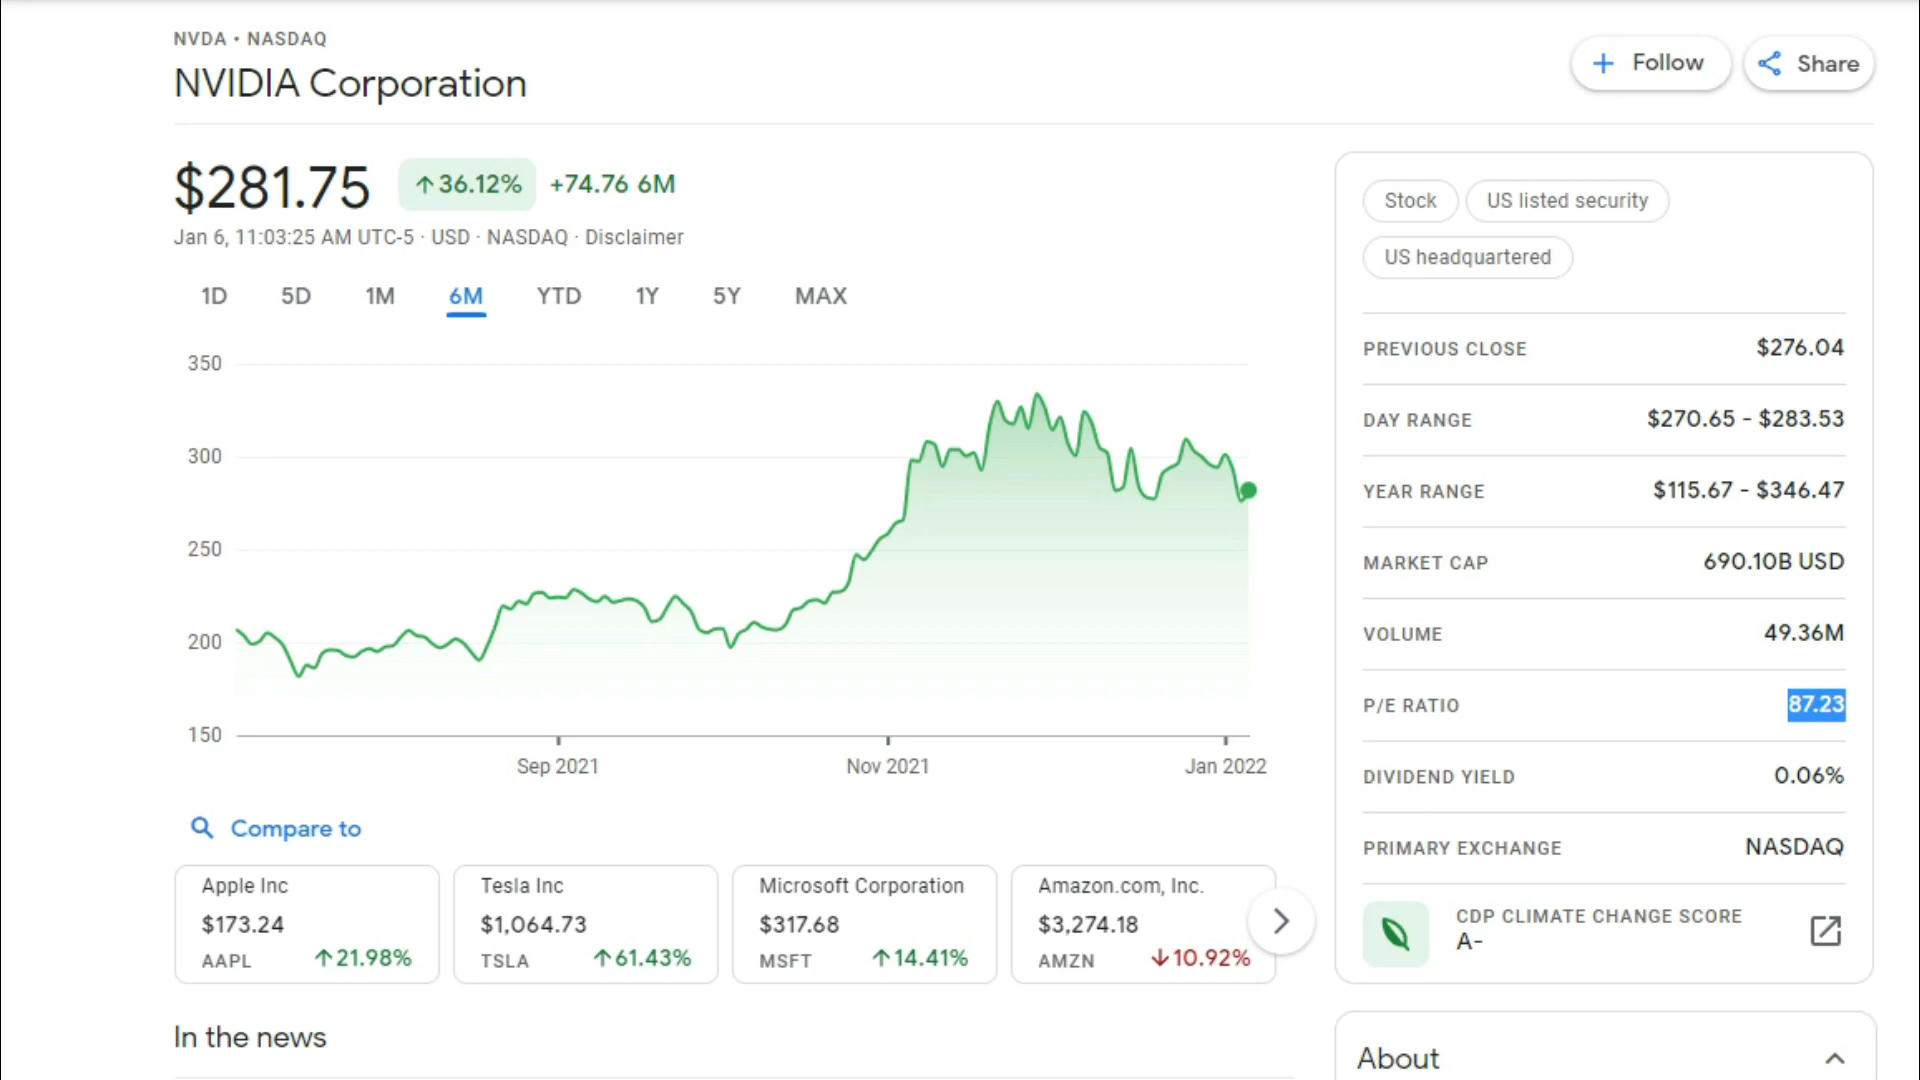 NVDA • NASDAQ
NVIDIA Corporation
Follow
Share
$281.75
↑36.12%
+74.76 6M
Jan 6, 11:03:25 AM UTC-5 · USD · NASDAQ · Disclaimer
1D 5D 1M 6M YTD 1Y 5Y MAX
350
300
250
200
150
Sep 2021
Nov 2021
Jan 2022
Compare to
Apple Inc
$173.24
AAPL ↑21.98%
Tesla Inc
$1,064.73
TSLA ↑61.43%
Microsoft Corporation
$317.68
MSFT ↑14.41%
Amazon.com, Inc.
$3,274.18
AMZN ↓10.92%
In the news
Stock
US listed security
US headquartered
PREVIOUS CLOSE $276.04
DAY RANGE $270.65 - $283.53
YEAR RANGE $115.67 - $346.47
MARKET CAP 690.10B USD
VOLUME 49.36M
P/E RATIO 87.23
DIVIDEND YIELD 0.06%
PRIMARY EXCHANGE NASDAQ
CDP CLIMATE CHANGE SCORE
A-
About